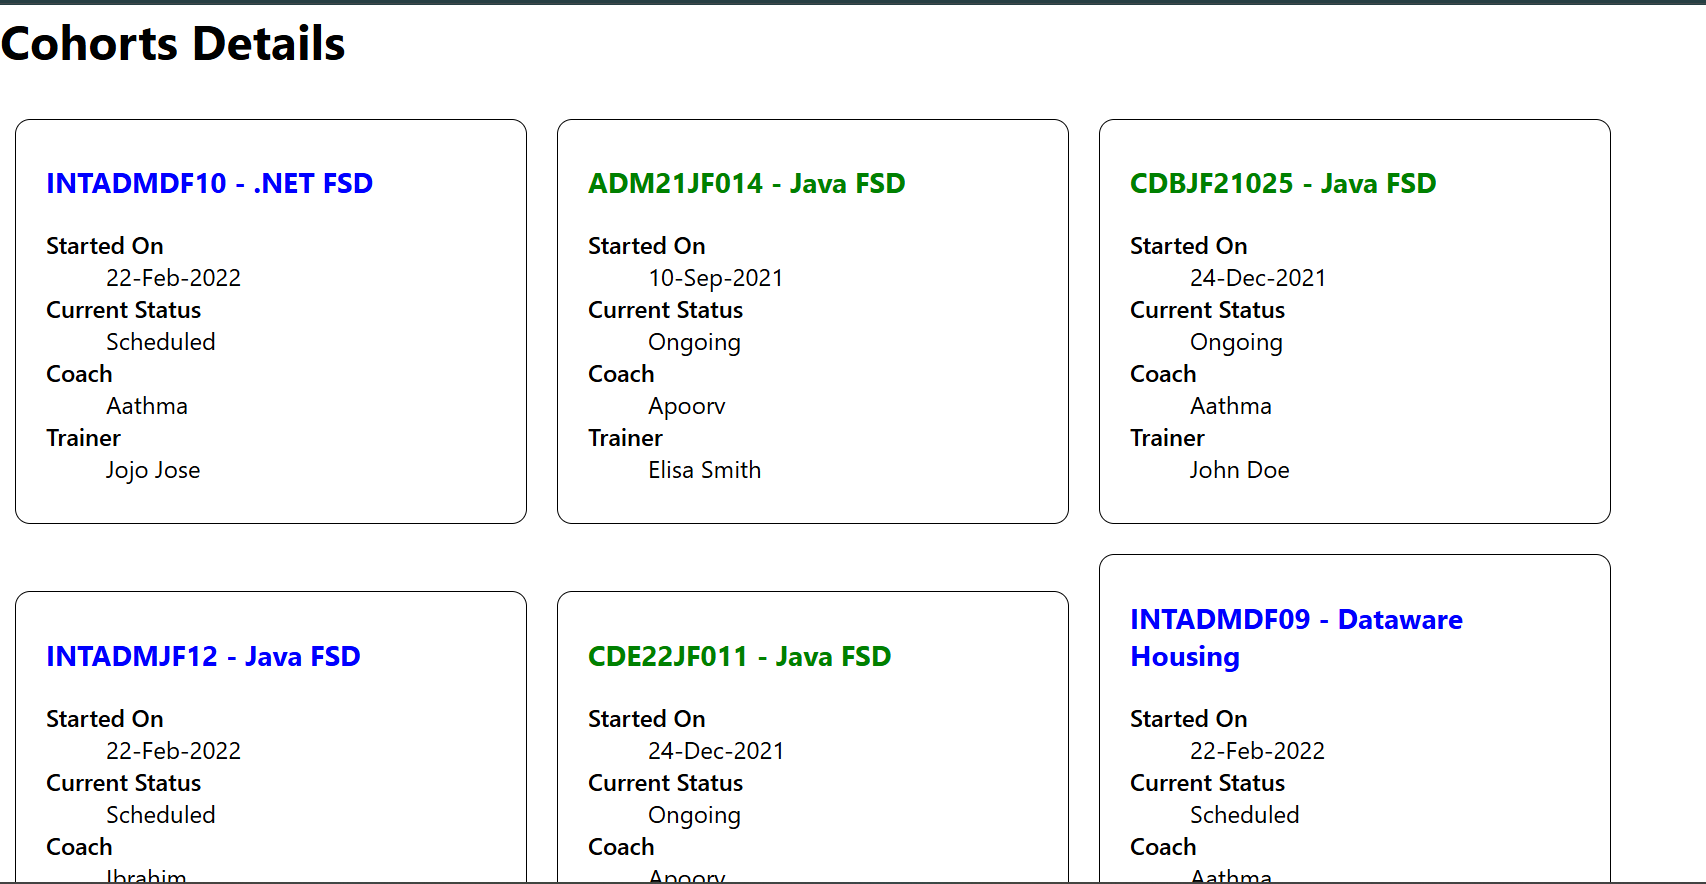 Cohorts Details
INTADMDF10 - .NET FSD
Started On
22-Feb-2022
Current Status
Scheduled
Coach
Aathma
Trainer
Jojo Jose
ADM21JF014 - Java FSD
Started On
10-Sep-2021
Current Status
Ongoing
Coach
Apoorv
Trainer
Elisa Smith
CDBJF21025 - Java FSD
Started On
24-Dec-2021
Current Status
Ongoing
Coach
Aathma
Trainer
John Doe
INTADMJF12 - Java FSD
Started On
22-Feb-2022
Current Status
Scheduled
Coach
Ibrahim
CDE22JF011 - Java FSD
Started On
24-Dec-2021
Current Status
Ongoing
Coach
Apoorv
INTADMDF09 - Dataware
Housing
Started On
22-Feb-2022
Current Status
Scheduled
Coach
Aathma